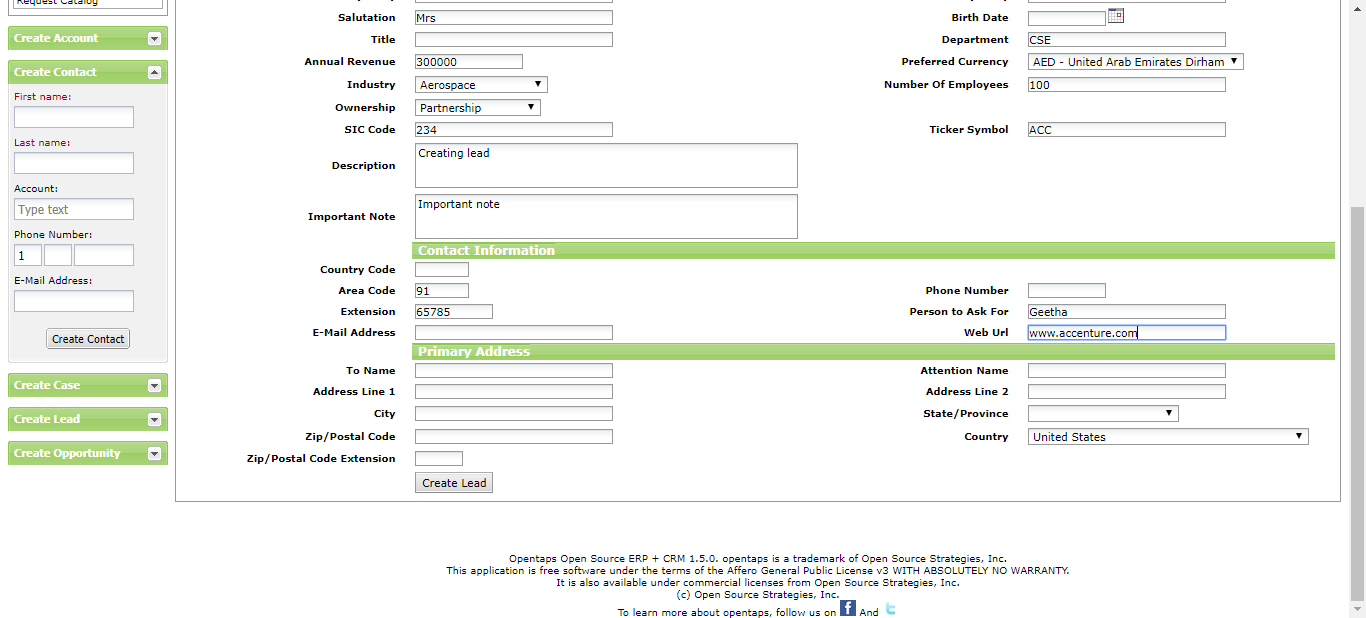 Request Catalog
Create Account
Create Contact
First name:
Last name:
Account:
Type text
Phone Number:
1
E-Mail Address:
Create Contact
Create Case
Create Lead
Create Opportunity
Salutation Mrs Birth Date
Title Department CSE
Annual Revenue 300000 Preferred Currency AED - United Arab Emirates Dirham
Industry Aerospace Number Of Employees 100
Ownership Partnership
SIC Code 234 Ticker Symbol ACC
Description Creating lead
Important Note Important note
Contact Information
Country Code
Area Code 91 Phone Number
Extension 65785 Person to Ask For Geetha
E-Mail Address Web Url www.accenture.com
Primary Address
To Name Attention Name
Address Line 1 Address Line 2
City State/Province
Zip/Postal Code Country United States
Zip/Postal Code Extension
Create Lead
Opentaps Open Source ERP + CRM 1.5.0. opentaps is a trademark of Open Source Strategies, Inc.
This application is free software under the terms of the Affero General Public License v3 WITH ABSOLUTELY NO WARRANTY.
It is also available under commercial licenses from Open Source Strategies, Inc.
(c) Open Source Strategies, Inc.
To learn more about opentaps, follow us on f And t